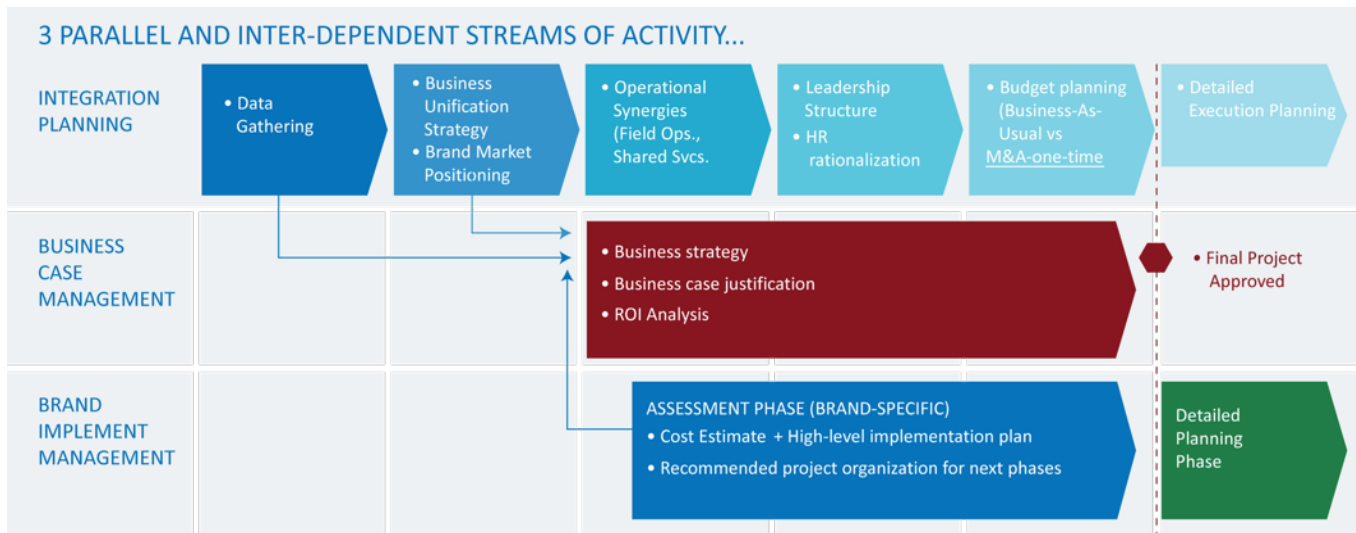 3 PARALLEL AND INTER-DEPENDENT STREAMS OF ACTIVITY...
INTEGRATION
PLANNING
• Data
Gathering
• Business
Unification
Strategy
• Brand Market
Positioning
• Operational
Synergies
(Field Ops.,
Shared Svcs.
• Leadership
Structure
• HR
rationalization
• Budget planning
(Business-As-
Usual vs
M&A-one-time
• Detailed
Execution Planning
BUSINESS
CASE
MANAGEMENT
• Business strategy
• Business case justification
• ROI Analysis
• Final Project
Approved
BRAND
IMPLEMENT
MANAGEMENT
ASSESSMENT PHASE (BRAND-SPECIFIC)
• Cost Estimate + High-level implementation plan
• Recommended project organization for next phases
Detailed
Planning
Phase